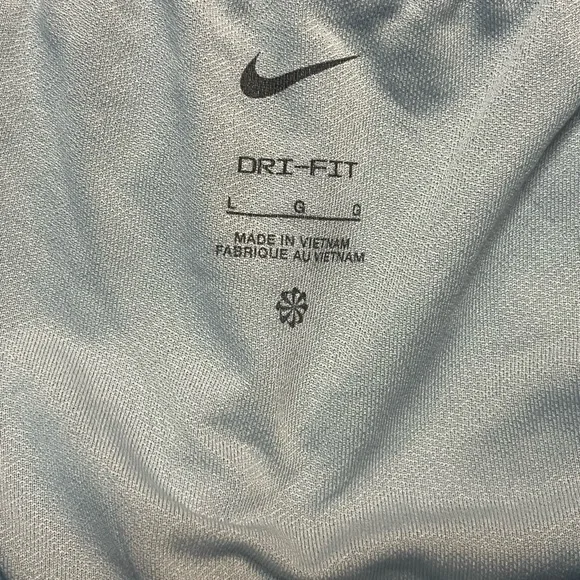 DRI-FIT
L G G
MADE IN VIETNAM
FABRIQUE AU VIETNAM